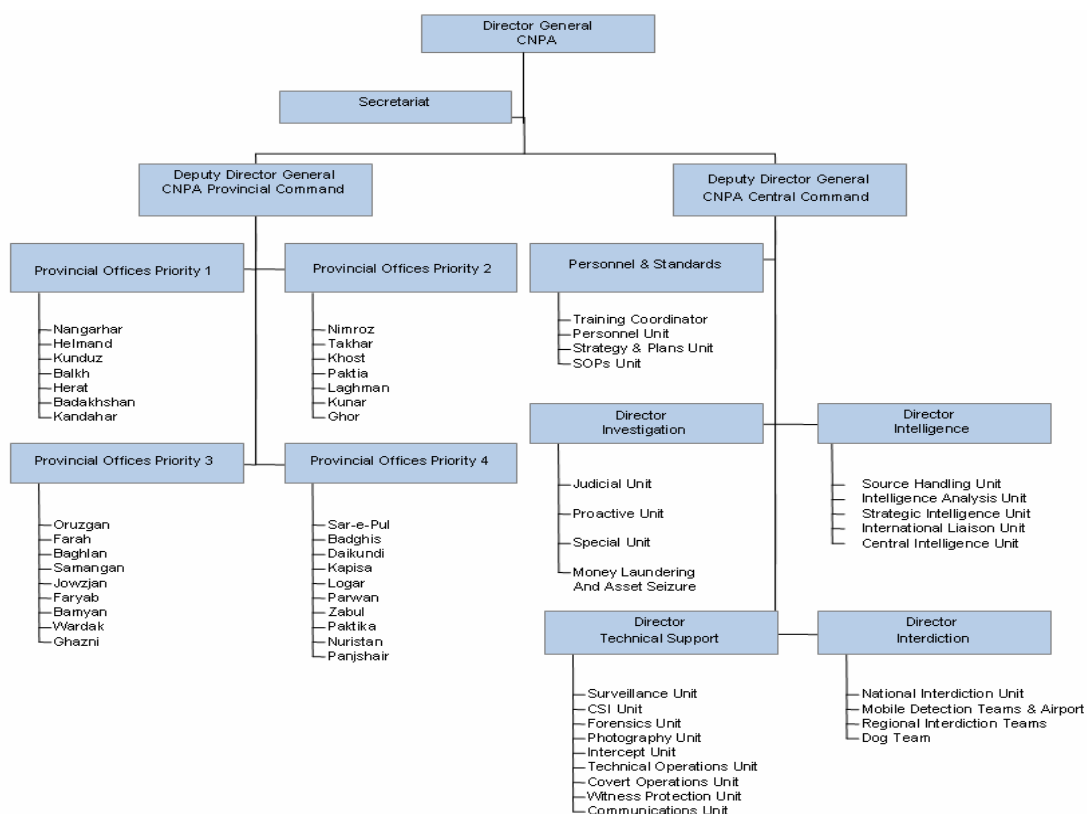 Director General
CNPA
Secretariat
Deputy Director General
CNPA Provincial Command
Deputy Director General
CNPA Central Command
Provincial Offices Priority 1
Nangarhar
Helmand
Kunduz
Balkh
Herat
Badakhshan
Kandahar
Provincial Offices Priority 2
Nimroz
Takhar
Khost
Paktia
Laghman
Kunar
Ghor
Provincial Offices Priority 3
Oruzgan
Farah
Baghlan
Samangan
Jowzjan
Faryab
Bamyan
Wardak
Ghazni
Provincial Offices Priority 4
Sar-e-Pul
Badghis
Daikundi
Kapisa
Logar
Parwan
Zabul
Paktika
Nuristan
Panjshair
Personnel & Standards
Training Coordinator
Personnel Unit
Strategy & Plans Unit
SOPs Unit
Director
Investigation
Judicial Unit
Proactive Unit
Special Unit
Money Laundering
And Asset Seizure
Director
Intelligence
Source Handling Unit
Intelligence Analysis Unit
Strategic Intelligence Unit
International Liaison Unit
Central Intelligence Unit
Director
Technical Support
Surveillance Unit
CSI Unit
Forensics Unit
Photography Unit
Intercept Unit
Technical Operations Unit
Covert Operations Unit
Witness Protection Unit
Communications Unit
Director
Interdiction
National Interdiction Unit
Mobile Detection Teams & Airport
Regional Interdiction Teams
Dog Team